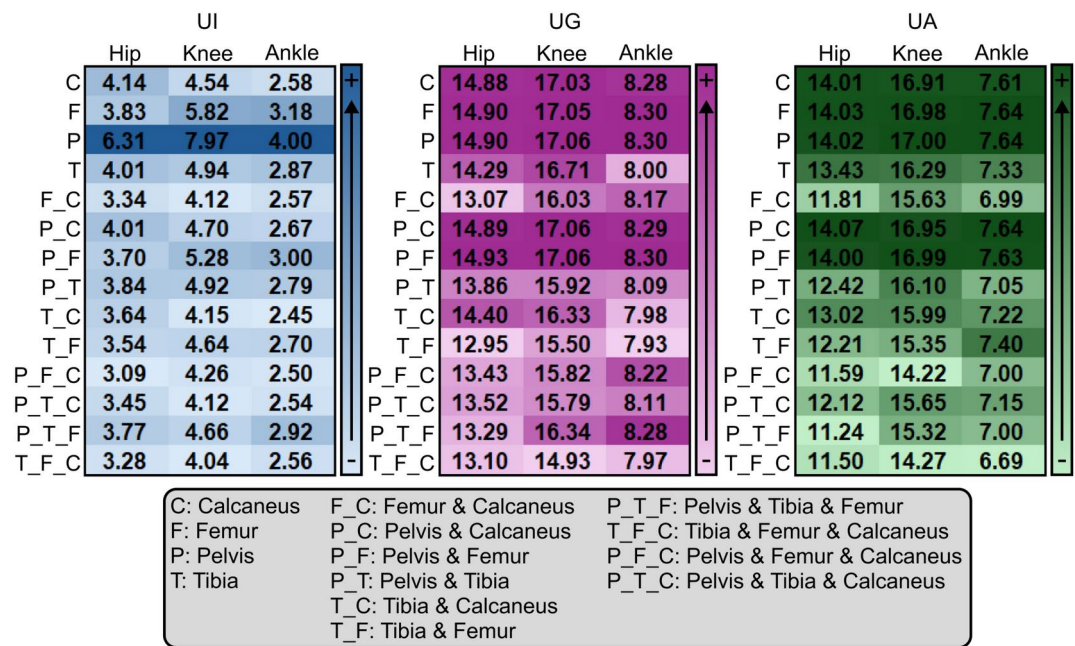 UI UG UA
Hip Knee Ankle Hip Knee Ankle Hip Knee Ankle
C 4.14 4.54 2.58 + C 14.88 17.03 8.28 + C 14.01 16.91 7.61 +
F 3.83 5.82 3.18 F 14.90 17.05 8.30 F 14.03 16.98 7.64
P 6.31 7.97 4.00 P 14.90 17.06 8.30 P 14.02 17.00 7.64
T 4.01 4.94 2.87 T 14.29 16.71 8.00 T 13.43 16.29 7.33
F_C 3.34 4.12 2.57 F_C 13.07 16.03 8.17 F_C 11.81 15.63 6.99
P_C 4.01 4.70 2.67 P_C 14.89 17.06 8.29 P_C 14.07 16.95 7.64
P_F 3.70 5.28 3.00 P_F 14.93 17.06 8.30 P_F 14.00 16.99 7.63
P_T 3.84 4.92 2.79 P_T 13.86 15.92 8.09 P_T 12.42 16.10 7.05
T_C 3.64 4.15 2.45 T_C 14.40 16.33 7.98 T_C 13.02 15.99 7.22
T_F 3.54 4.64 2.70 T_F 12.95 15.50 7.93 T_F 12.21 15.35 7.40
P_F_C 3.09 4.26 2.50 P_F_C 13.43 15.82 8.22 P_F_C 11.59 14.22 7.00
P_T_C 3.45 4.12 2.54 P_T_C 13.52 15.79 8.11 P_T_C 12.12 15.65 7.15
P_T_F 3.77 4.66 2.92 P_T_F 13.29 16.34 8.28 P_T_F 11.24 15.32 7.00
T_F_C 3.28 4.04 2.56 - T_F_C 13.10 14.93 7.97 - T_F_C 11.50 14.27 6.69 -
C: Calcaneus F_C: Femur & Calcaneus P_T_F: Pelvis & Tibia & Femur
F: Femur P_C: Pelvis & Calcaneus T_F_C: Tibia & Femur & Calcaneus
P: Pelvis P_F: Pelvis & Femur P_F_C: Pelvis & Femur & Calcaneus
T: Tibia P_T: Pelvis & Tibia P_T_C: Pelvis & Tibia & Calcaneus
T_C: Tibia & Calcaneus
T_F: Tibia & Femur